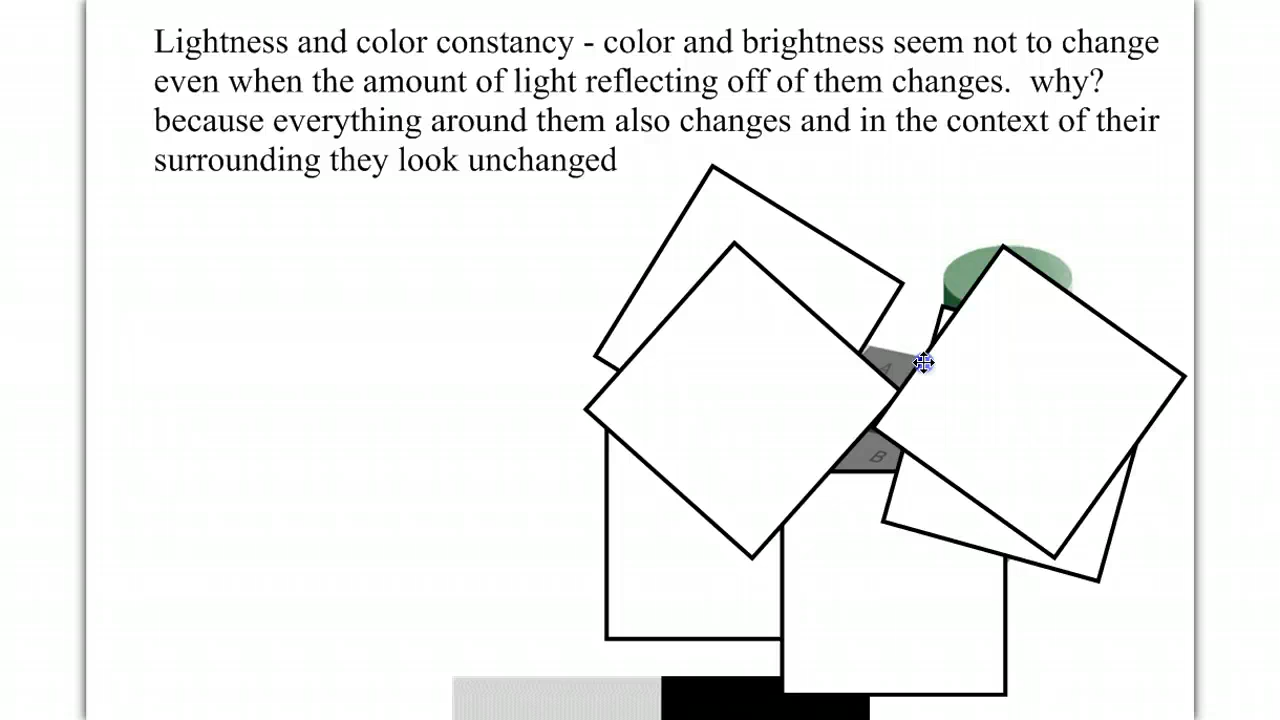 Lightness and color constancy - color and brightness seem not to change
even when the amount of light reflecting off of them changes.  why?
because everything around them also changes and in the context of their
surrounding they look unchanged
A
B